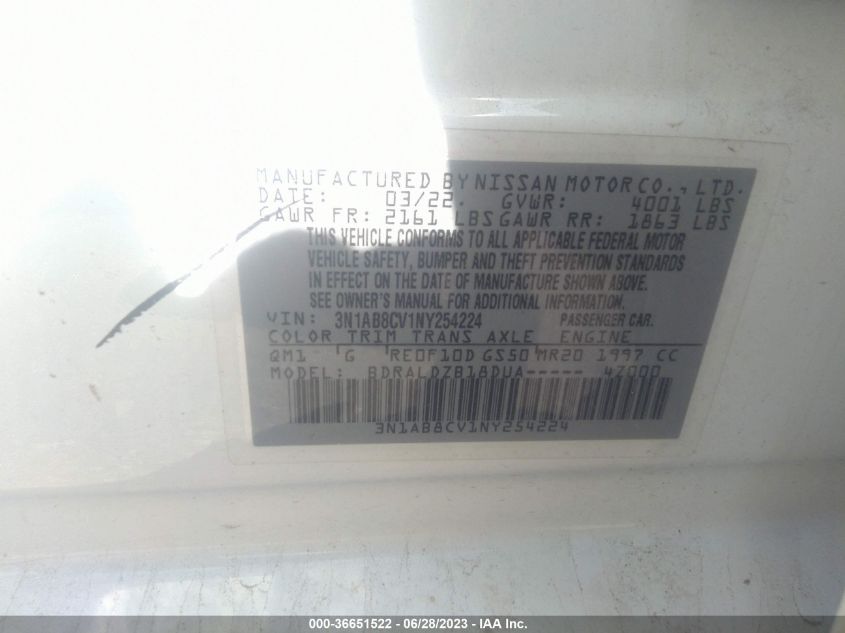 MANUFACTURED BY NISSAN MOTOR CO., LTD.
DATE: 03/22. GVWR: 4001 LBS
GAWR FR: 2161 LBS GAWR RR: 1863 LBS
THIS VEHICLE CONFORMS TO ALL APPLICABLE FEDERAL MOTOR
VEHICLE SAFETY, BUMPER AND THEFT PREVENTION STANDARDS
IN EFFECT ON THE DATE OF MANUFACTURE SHOWN ABOVE.
SEE OWNER'S MANUAL FOR ADDITIONAL INFORMATION.
VIN: 3N1AB8CV1NY254224 PASSENGER CAR.
COLOR TRIM TRANS AXLE ENGINE
QM1 G RE0F10D GS50 MR20 1997 CC
MODEL: BDRALDZB18DUA----- 4Z000
3N1AB8CV1NY254224
000-36651522 - 06/28/2023 - IAA Inc.